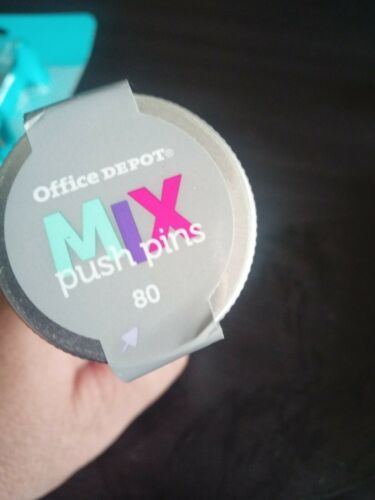 Office DEPOT®
MIX
push pins
80